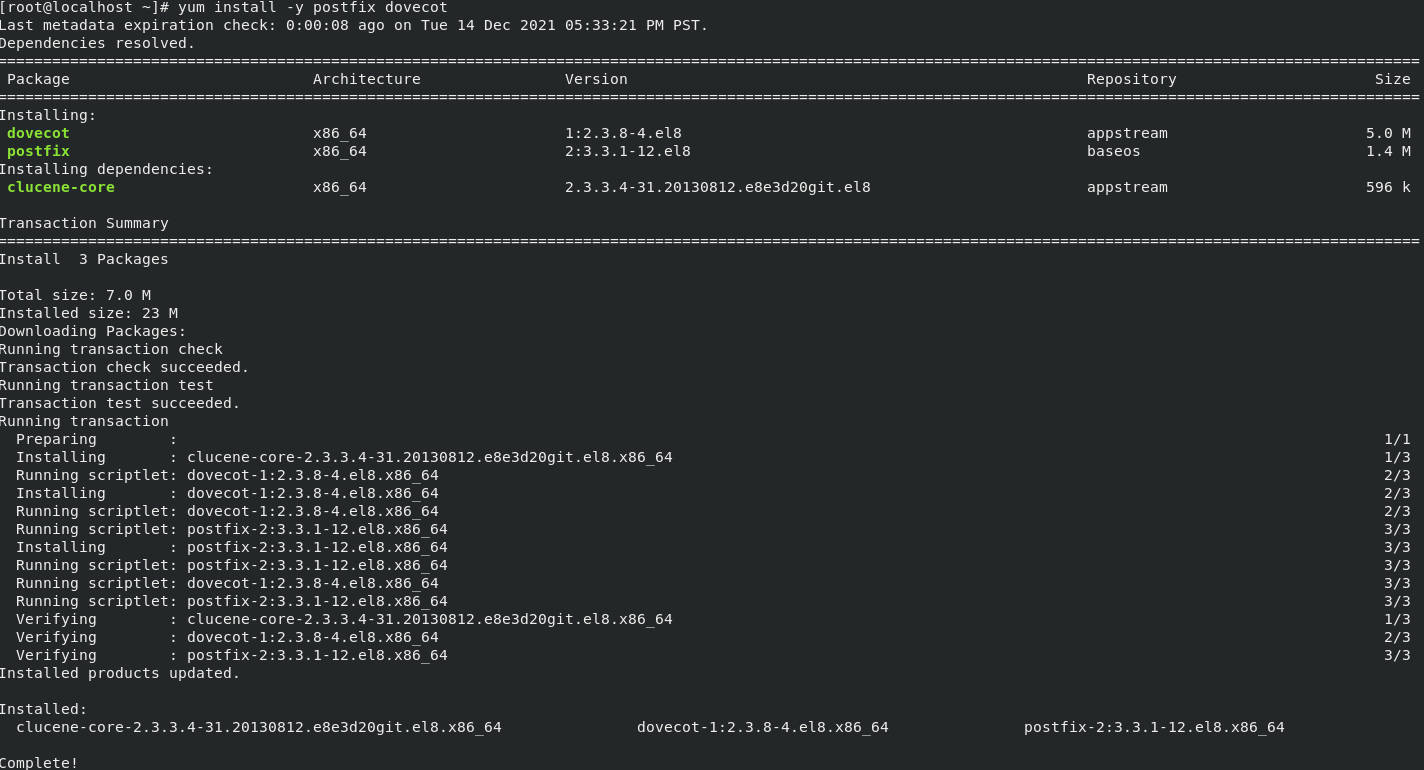 [root@localhost ~]# yum install -y postfix dovecot
Last metadata expiration check: 0:00:08 ago on Tue 14 Dec 2021 05:33:21 PM PST.
Dependencies resolved.
================================================================================
Package Architecture Version Repository Size
================================================================================
Installing:
dovecot x86_64 1:2.3.8-4.el8 appstream 5.0 M
postfix x86_64 2:3.3.1-12.el8 baseos 1.4 M
Installing dependencies:
clucene-core x86_64 2.3.3.4-31.20130812.e8e3d20git.el8 appstream 596 k
Transaction Summary
================================================================================
Install  3 Packages
Total size: 7.0 M
Installed size: 23 M
Downloading Packages:
Running transaction check
Transaction check succeeded.
Running transaction test
Transaction test succeeded.
Running transaction
Preparing : 1/1
Installing : clucene-core-2.3.3.4-31.20130812.e8e3d20git.el8.x86_64 1/3
Running scriptlet: dovecot-1:2.3.8-4.el8.x86_64 2/3
Installing : dovecot-1:2.3.8-4.el8.x86_64 2/3
Running scriptlet: dovecot-1:2.3.8-4.el8.x86_64 2/3
Running scriptlet: postfix-2:3.3.1-12.el8.x86_64 3/3
Installing : postfix-2:3.3.1-12.el8.x86_64 3/3
Running scriptlet: postfix-2:3.3.1-12.el8.x86_64 3/3
Running scriptlet: dovecot-1:2.3.8-4.el8.x86_64 3/3
Running scriptlet: postfix-2:3.3.1-12.el8.x86_64 3/3
Verifying : clucene-core-2.3.3.4-31.20130812.e8e3d20git.el8.x86_64 1/3
Verifying : dovecot-1:2.3.8-4.el8.x86_64 2/3
Verifying : postfix-2:3.3.1-12.el8.x86_64 3/3
Installed products updated.
Installed:
clucene-core-2.3.3.4-31.20130812.e8e3d20git.el8.x86_64 dovecot-1:2.3.8-4.el8.x86_64 postfix-2:3.3.1-12.el8.x86_64
Complete!